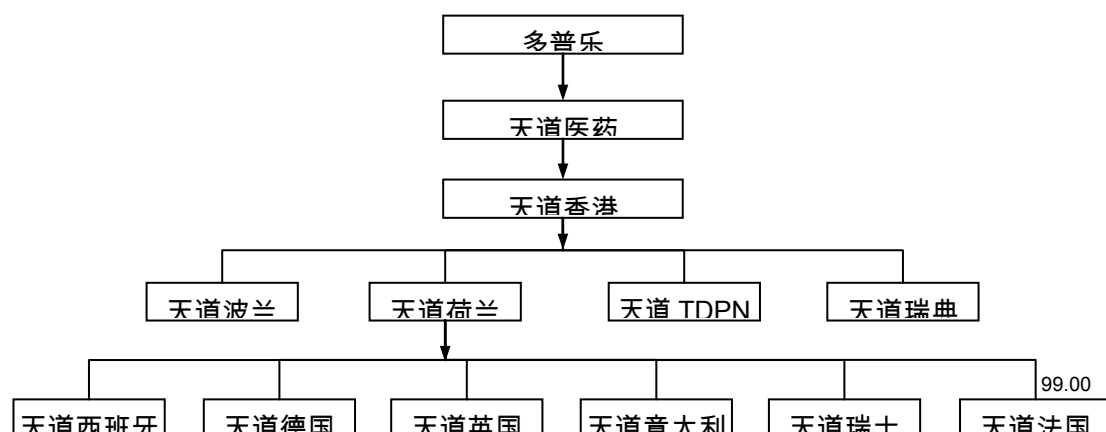 多普乐
天道医药
天道香港
天道波兰 天道荷兰 天道 TDPN 天道瑞典
99.00
天道西班牙 天道德国 天道英国 天道意大利 天道瑞士 天道法国